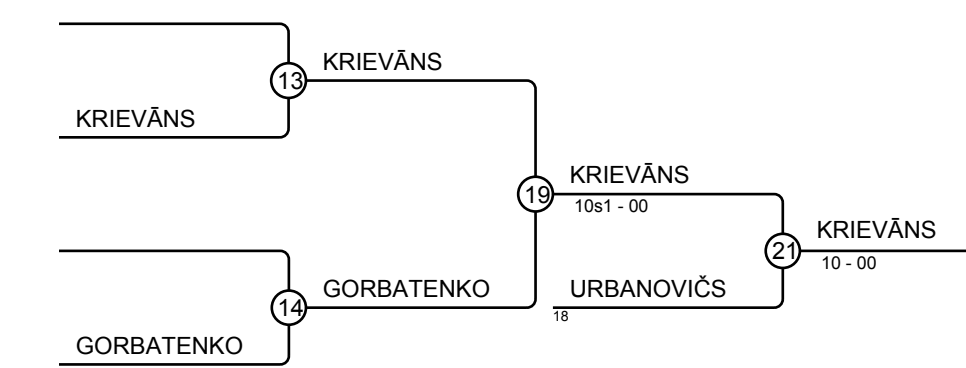 13
KRIEVĀNS
KRIEVĀNS
19
KRIEVĀNS
10s1 - 00
21
KRIEVĀNS
10 - 00
14
GORBATENKO
URBANOVIČS
18
GORBATENKO